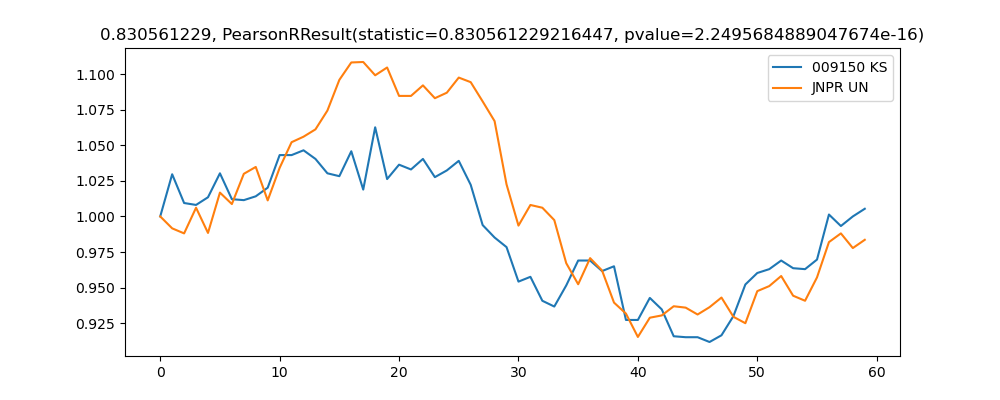 0.830561229, PearsonRResult(statistic=0.830561229216447, pvalue=2.2495684889047674e-16)
009150 KS
JNPR UN
1.100
1.075
1.050
1.025
1.000
0.975
0.950
0.925
0 10 20 30 40 50 60